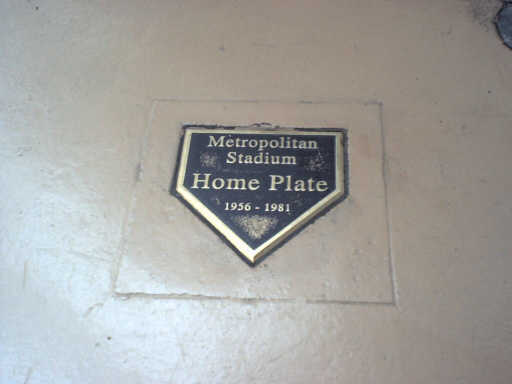 Metropolitan
Stadium
Home Plate
1956 - 1981